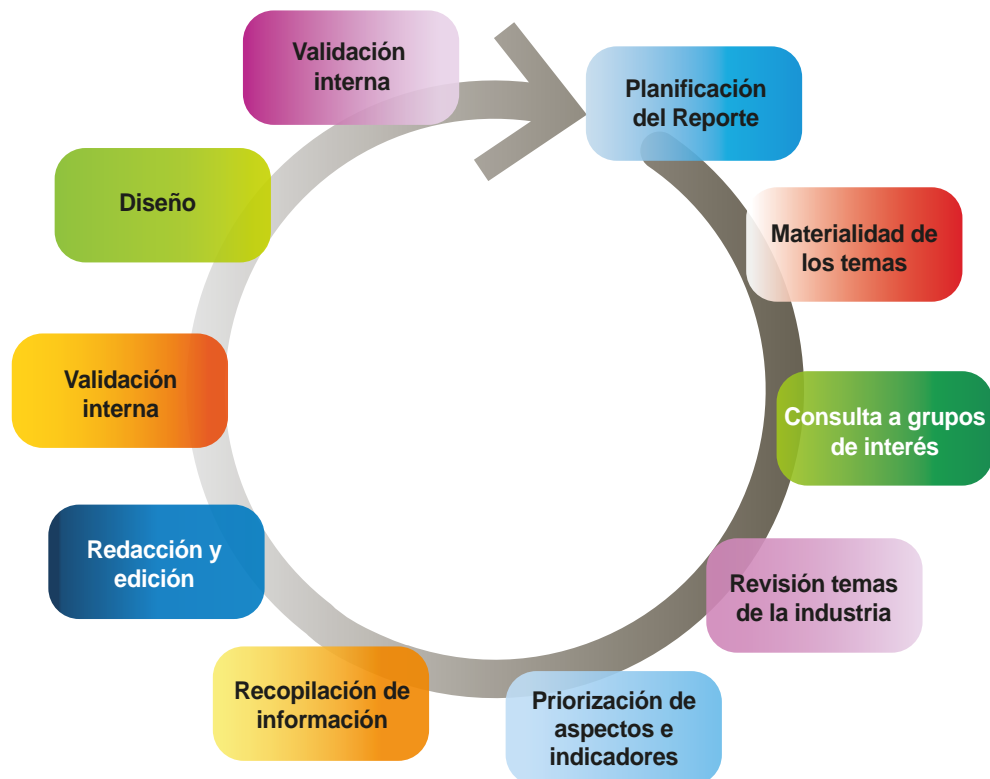 Planificación
del Reporte
Materialidad de
los temas
Consulta a grupos
de interés
Revisión temas
de la industria
Priorización de
aspectos e
indicadores
Recopilación de
información
Redacción y
edición
Validación
interna
Diseño
Validación
interna